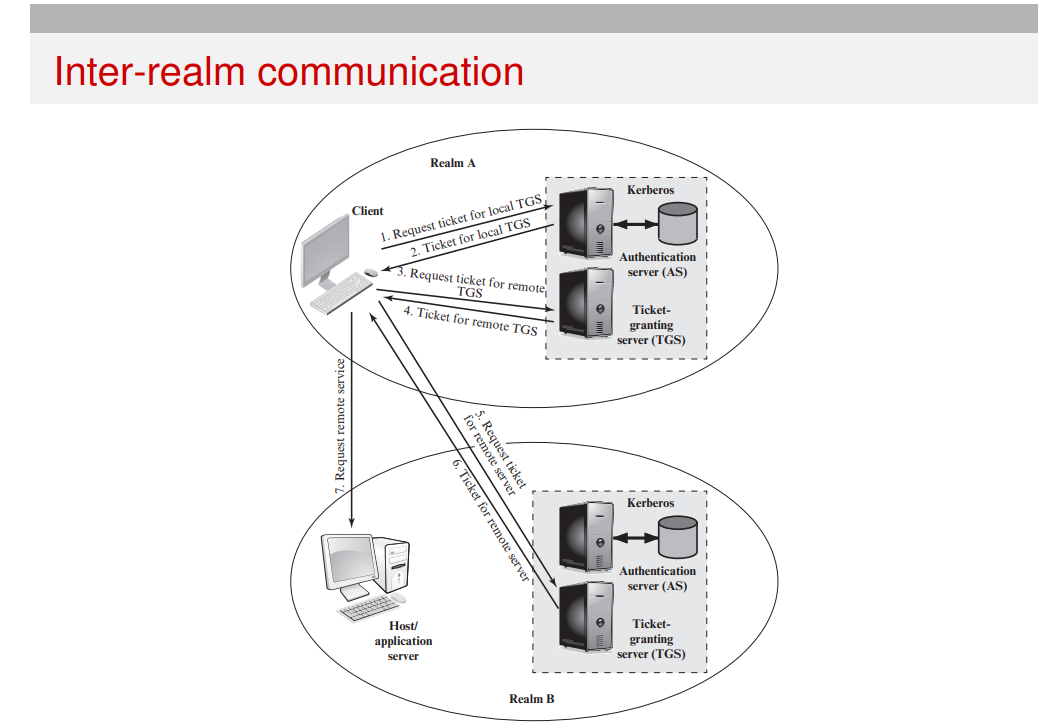 Inter-realm communication
Realm A
Client
Kerberos
1. Request ticket for local TGS
2. Ticket for local TGS
Authentication
server (AS)
3. Request ticket for remote
TGS
4. Ticket for remote TGS
Ticket-
granting
server (TGS)
7. Request remote service
5. Request ticket
for remote server
6. Ticket for remote server
Kerberos
Authentication
server (AS)
Host/
application
server
Ticket-
granting
server (TGS)
Realm B